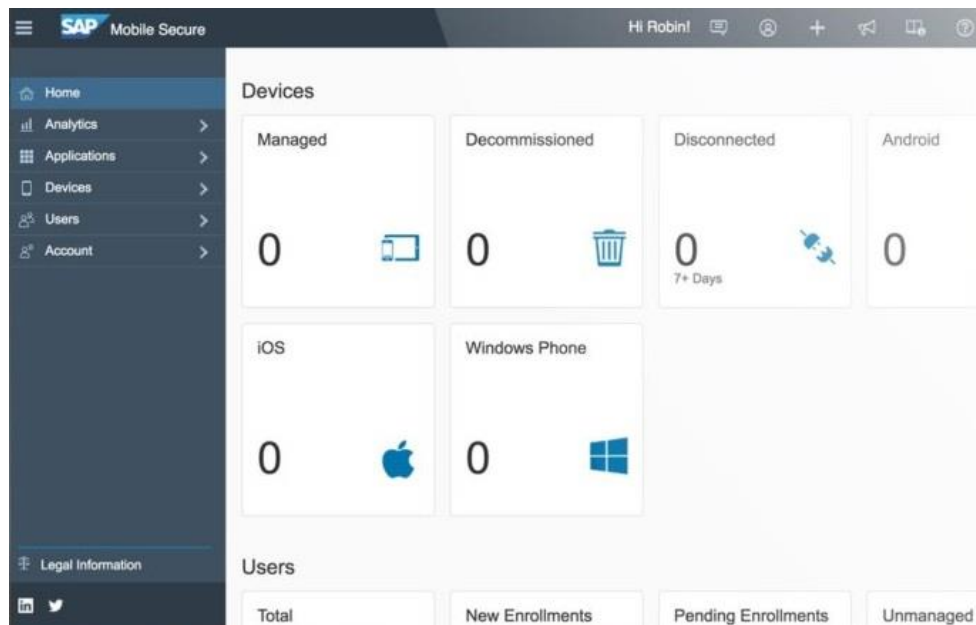 SAP Mobile Secure
Hi Robin!
Home
Analytics
Applications
Devices
Users
Account
Legal Information
Devices
Managed
0
Decommissioned
0
Disconnected
0
7+ Days
Android
0
iOS
0
Windows Phone
0
Users
Total
New Enrollments
Pending Enrollments
Unmanaged